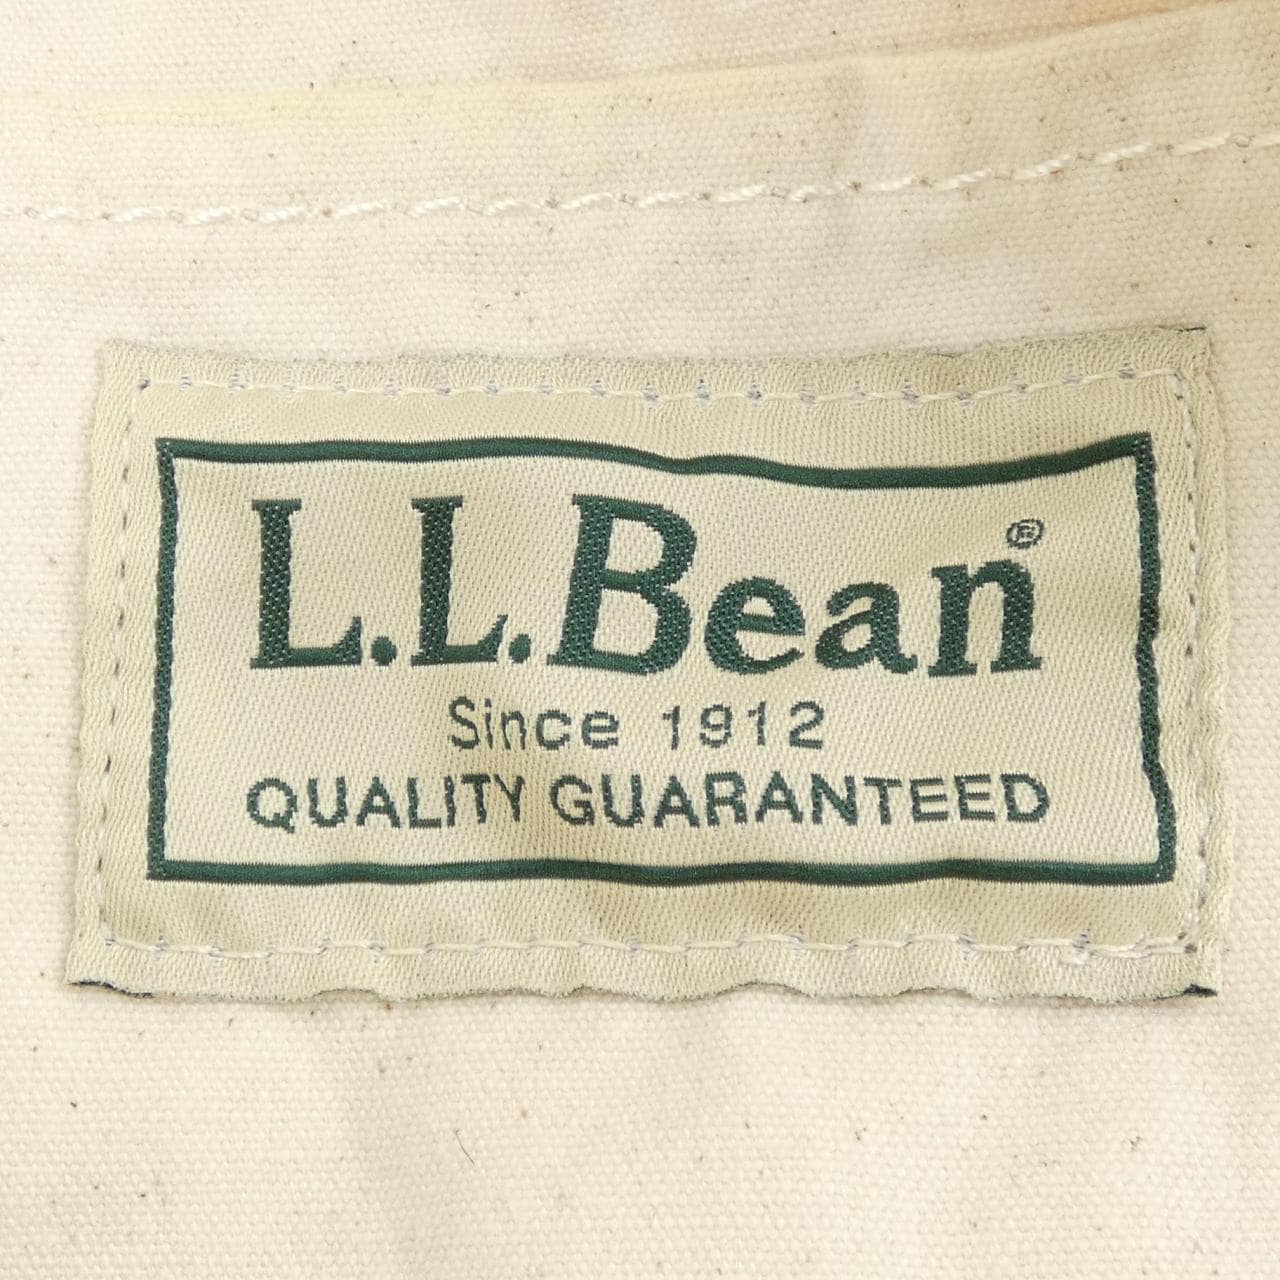 L.L.Bean®
Since 1912
QUALITY GUARANTEED